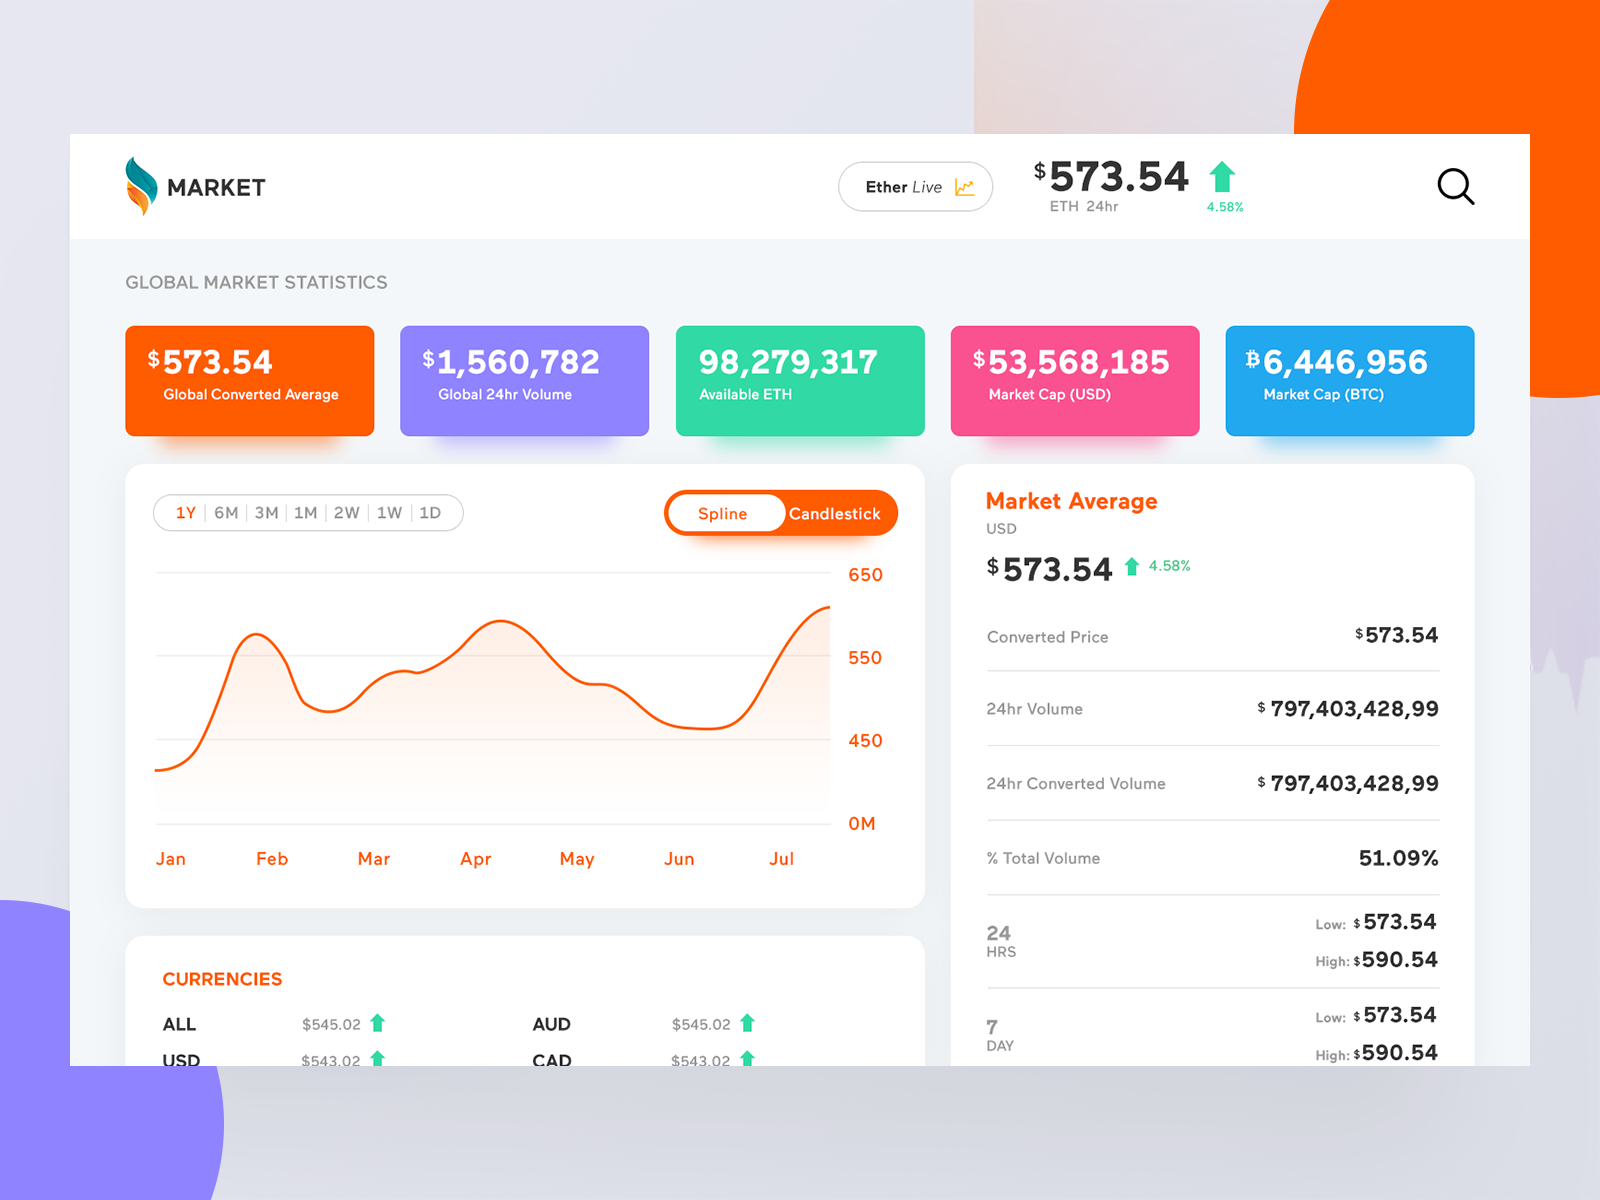 MARKET
Ether Live
$573.54
ETH 24hr
4.58%
GLOBAL MARKET STATISTICS
$573.54
Global Converted Average
$1,560,782
Global 24hr Volume
98,279,317
Available ETH
$53,568,185
Market Cap (USD)
₿6,446,956
Market Cap (BTC)
1Y 6M 3M 1M 2W 1W 1D
Spline Candlestick
650
550
450
0M
Jan Feb Mar Apr May Jun Jul
Market Average
USD
$573.54 4.58%
Converted Price $573.54
24hr Volume $ 797,403,428,99
24hr Converted Volume $ 797,403,428,99
% Total Volume 51.09%
24
HRS
Low: $573.54
High: $590.54
7
DAY
Low: $573.54
High: $590.54
CURRENCIES
ALL $545.02 AUD $545.02
USD $543.02 CAD $543.02